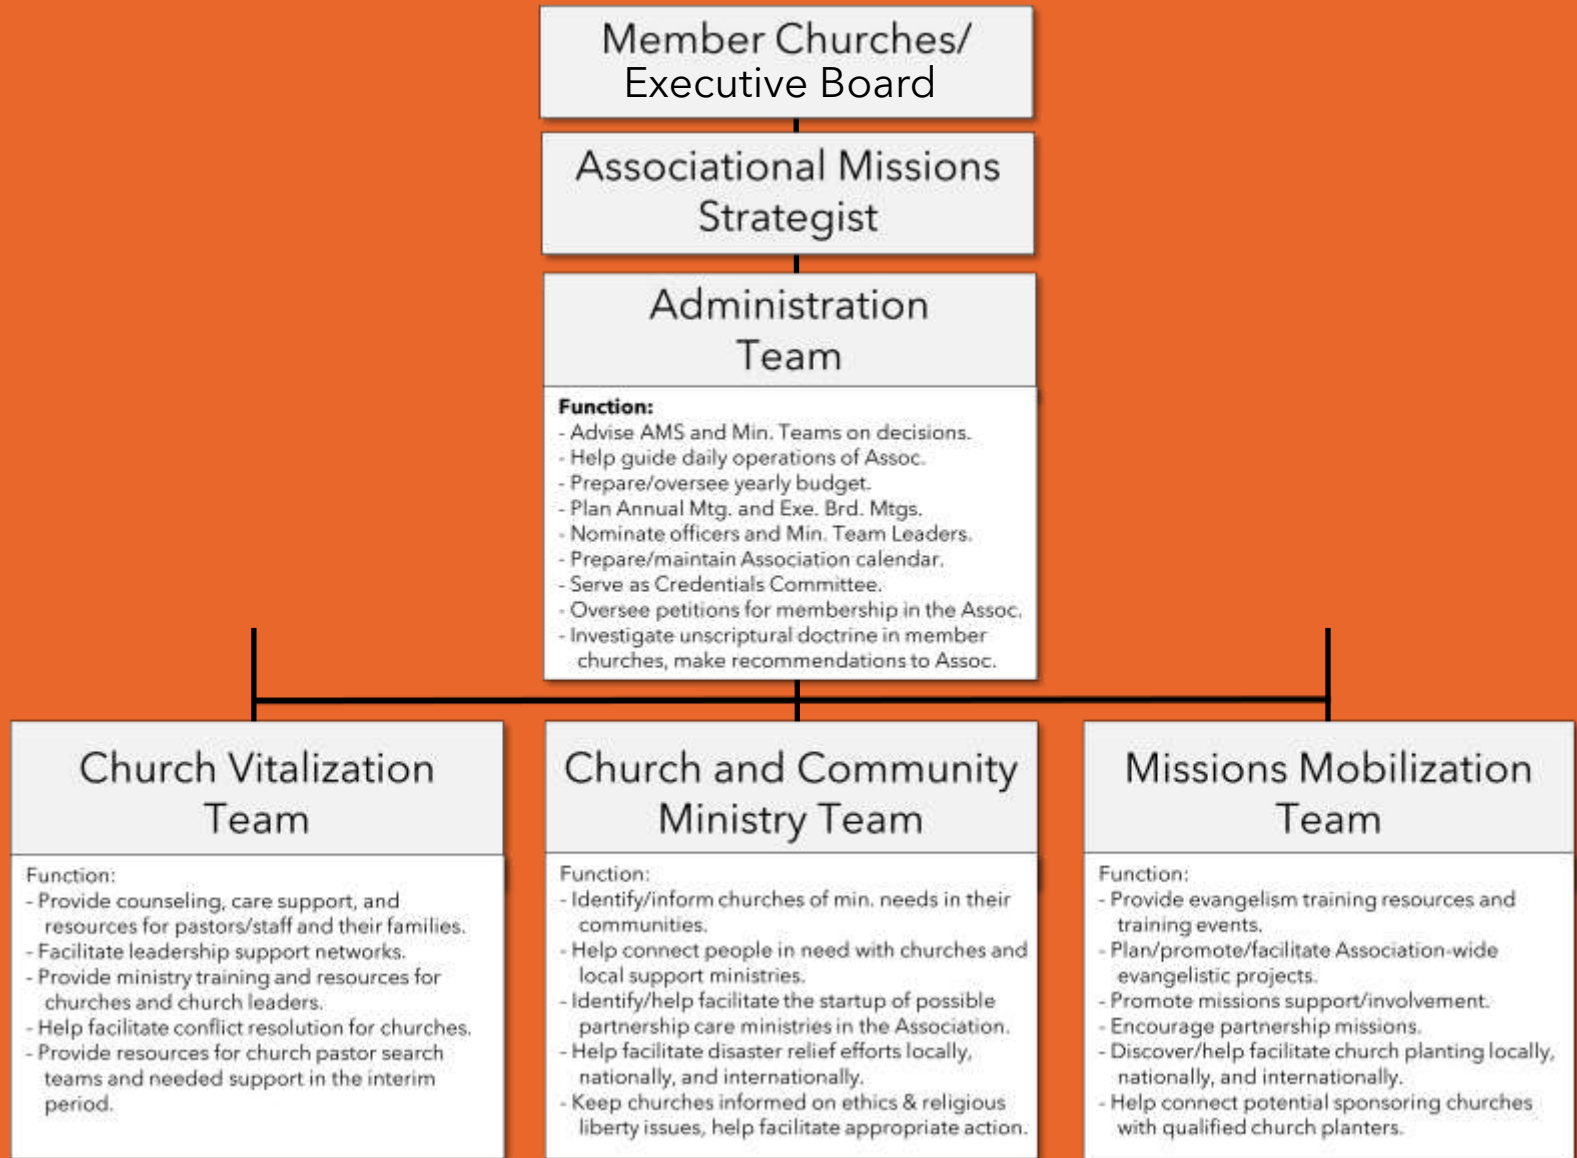 Member Churches/
Executive Board
Associational Missions
Strategist
Administration
Team
Function:
- Advise AMS and Min. Teams on decisions.
- Help guide daily operations of Assoc.
- Prepare/oversee yearly budget.
- Plan Annual Mtg. and Exe. Brd. Mtgs.
- Nominate officers and Min. Team Leaders.
- Prepare/maintain Association calendar.
- Serve as Credentials Committee.
- Oversee petitions for membership in the Assoc.
- Investigate unscriptural doctrine in member
churches, make recommendations to Assoc.
Church Vitalization
Team
Function:
- Provide counseling, care support, and
resources for pastors/staff and their families.
- Facilitate leadership support networks.
- Provide ministry training and resources for
churches and church leaders.
- Help facilitate conflict resolution for churches.
- Provide resources for church pastor search
teams and needed support in the interim
period.
Church and Community
Ministry Team
Function:
- Identify/inform churches of min. needs in their
communities.
- Help connect people in need with churches and
local support ministries.
- Identify/help facilitate the startup of possible
partnership care ministries in the Association.
- Help facilitate disaster relief efforts locally,
nationally, and internationally.
- Keep churches informed on ethics & religious
liberty issues, help facilitate appropriate action.
Missions Mobilization
Team
Function:
- Provide evangelism training resources and
training events.
- Plan/promote/facilitate Association-wide
evangelistic projects.
- Promote missions support/involvement.
- Encourage partnership missions.
- Discover/help facilitate church planting locally,
nationally, and internationally.
- Help connect potential sponsoring churches
with qualified church planters.